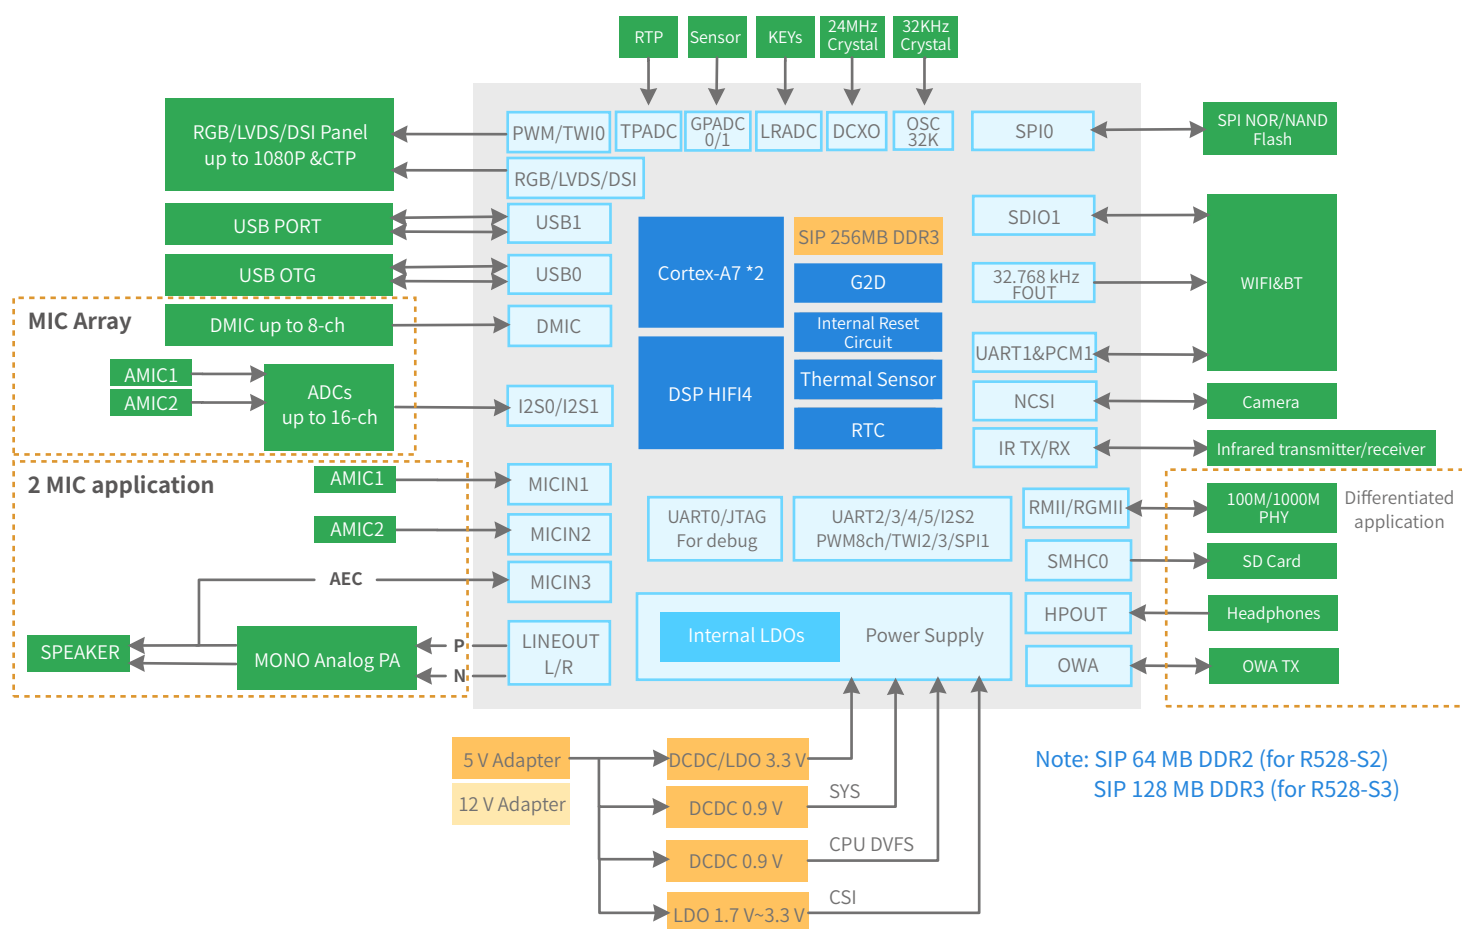 RTP
Sensor
KEYs
24MHz
Crystal
32KHz
Crystal
RGB/LVDS/DSI Panel
up to 1080P &CTP
PWM/TWI0
TPADC
GPADC
0/1
LRADC
DCXO
OSC
32K
SPI0
SPI NOR/NAND
Flash
RGB/LVDS/DSI
USB PORT
USB1
SDIO1
USB OTG
USB0
Cortex-A7 *2
SIP 256MB DDR3
G2D
32.768 kHz
FOUT
WIFI&BT
MIC Array
DMIC up to 8-ch
DMIC
Internal Reset
Circuit
UART1&PCM1
AMIC1
AMIC2
ADCs
up to 16-ch
I2S0/I2S1
DSP HIFI4
Thermal Sensor
RTC
NCSI
Camera
IR TX/RX
Infrared transmitter/receiver
2 MIC application
AMIC1
MICIN1
AMIC2
MICIN2
AEC
MICIN3
UART0/JTAG
For debug
UART2/3/4/5/I2S2
PWM8ch/TWI2/3/SPI1
RMII/RGMII
100M/1000M
PHY
Differentiated
application
SMHC0
SD Card
HPOUT
Headphones
OWA
OWA TX
SPEAKER
MONO Analog PA
P
N
LINEOUT
L/R
Internal LDOs
Power Supply
5 V Adapter
12 V Adapter
DCDC/LDO 3.3 V
DCDC 0.9 V
SYS
DCDC 0.9 V
CPU DVFS
LDO 1.7 V~3.3 V
CSI
Note: SIP 64 MB DDR2 (for R528-S2)
SIP 128 MB DDR3 (for R528-S3)